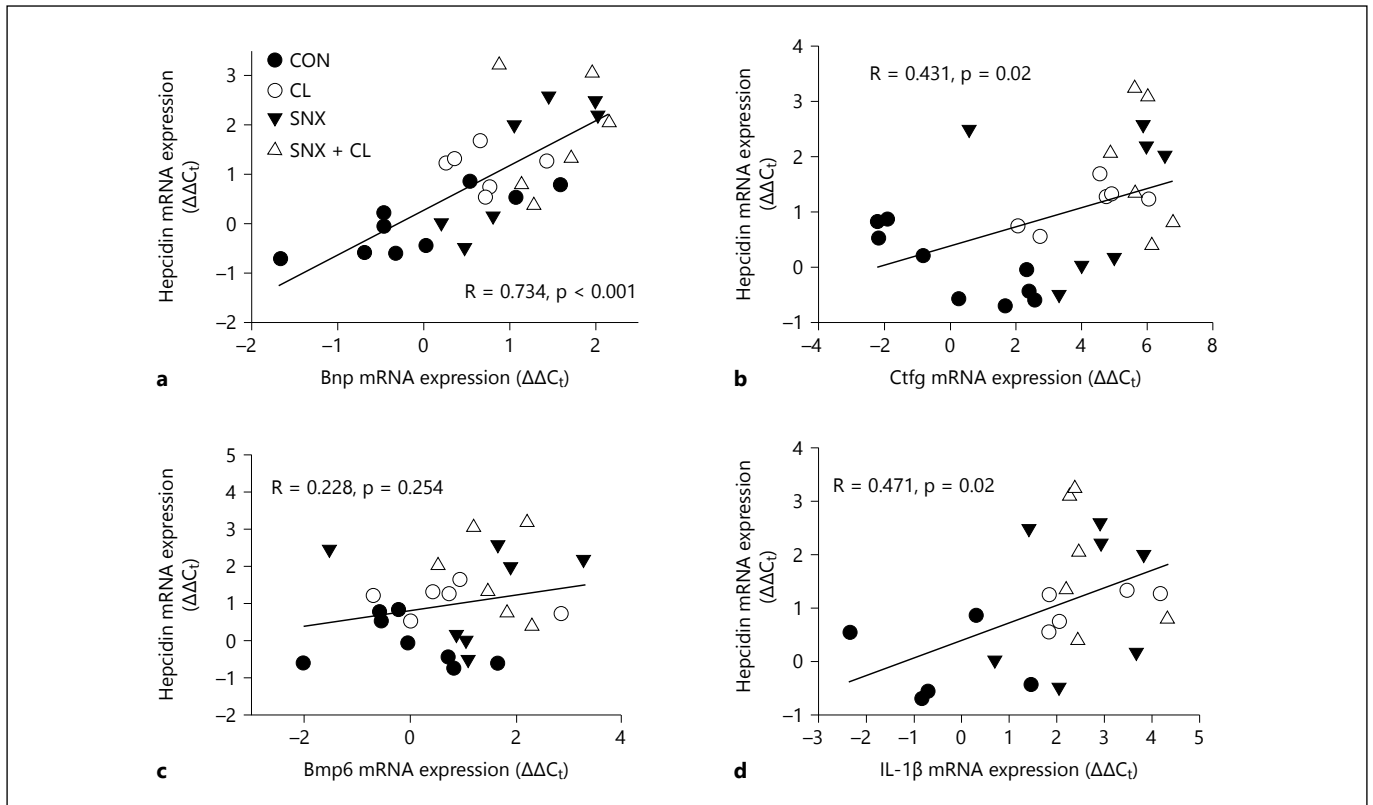 Hepcidin mRNA expression
(ΔΔCt)
3
2
1
0
–1
–2
CON
CL
SNX
SNX + CL
R = 0.734, p < 0.001
–2
–1
0
1
2
a
Bnp mRNA expression (ΔΔCt)
Hepcidin mRNA expression
(ΔΔCt)
4
3
2
1
0
–1
R = 0.431, p = 0.02
–4
–2
0
2
4
6
8
b
Ctfg mRNA expression (ΔΔCt)
Hepcidin mRNA expression
(ΔΔCt)
5
4
3
2
1
0
–1
–2
R = 0.228, p = 0.254
–2
0
2
4
c
Bmp6 mRNA expression (ΔΔCt)
Hepcidin mRNA expression
(ΔΔCt)
4
3
2
1
0
–1
R = 0.471, p = 0.02
–3
–2
–1
0
1
2
3
4
5
d
IL-1β mRNA expression (ΔΔCt)